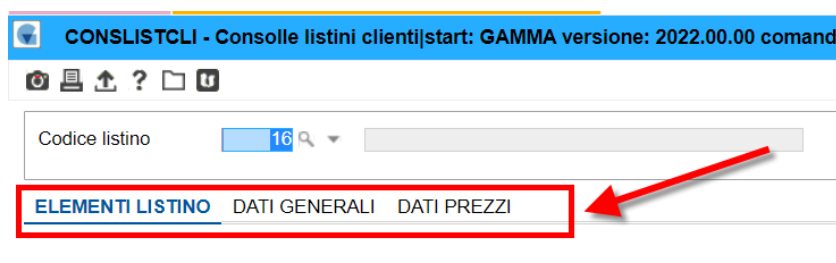 CONSLISTCLI - Consolle listini clienti|start: GAMMA versione: 2022.00.00 comand
Codice listino 16
ELEMENTI LISTINO DATI GENERALI DATI PREZZI